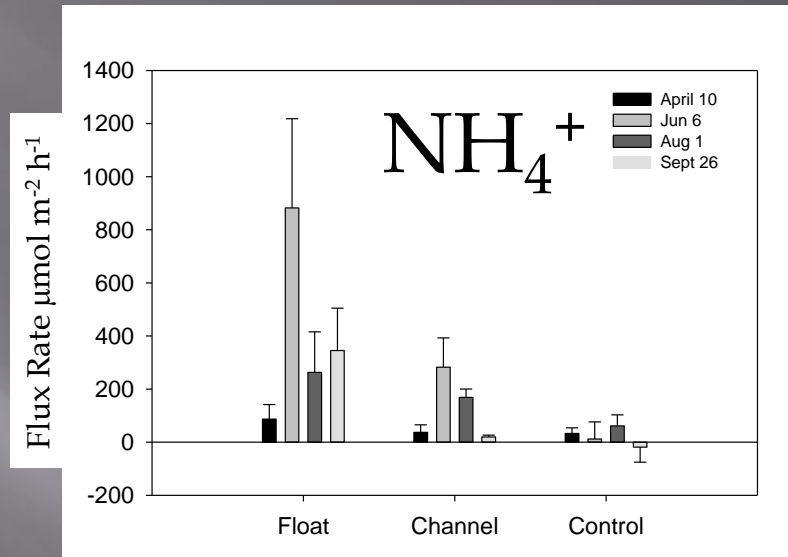 NH₄⁺
April 10
Jun 6
Aug 1
Sept 26
Flux Rate µmol m⁻² h⁻¹
1400
1200
1000
800
600
400
200
0
-200
Float Channel Control